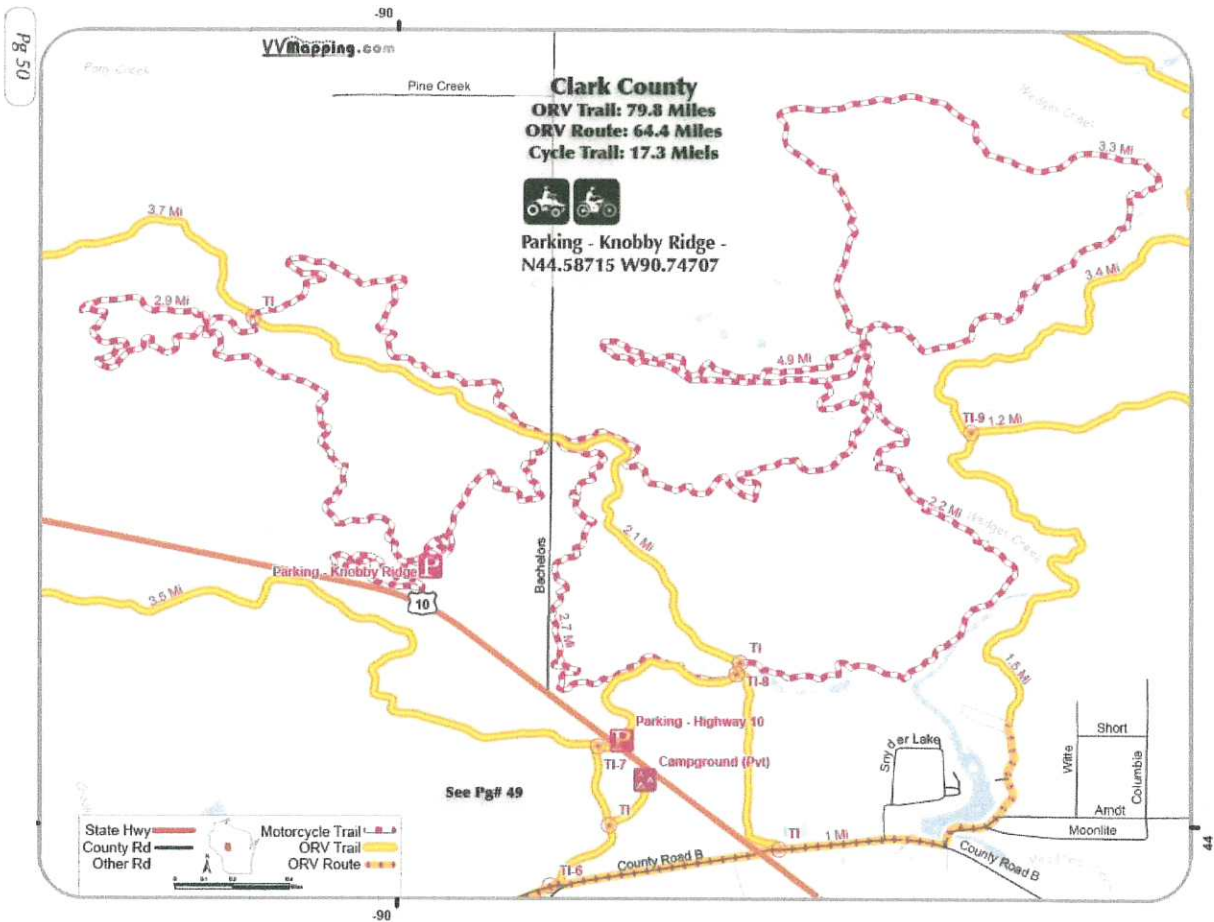 -90
Pg 50
VVMapping.com
Pine Creek
Clark County
ORV Trail: 79.8 Miles
ORV Route: 64.4 Miles
Cycle Trail: 17.3 Miels
Parking - Knobby Ridge -
N44.58715 W90.74707
3.3 Mi
3.7 Mi
3.4 Mi
2.9 Mi
TI
4.9 Mi
TI-9
1.2 Mi
2.2 Mi
2.1 Mi
Bachelors
Parking - Knobby Ridge
P
3.5 Mi
10
2.7 Mi
TI
TI-8
1.5 Mi
Parking - Highway 10
P
TI-7
Campground (Pvt)
Snyder Lake
Witte
Short
Columbia
Arndt
Moonlite
See Pg# 49
TI
TI
1 Mi
County Road B
County Road B
TI-6
State Hwy
County Rd
Other Rd
N
Motorcycle Trail
ORV Trail
ORV Route
44
-90